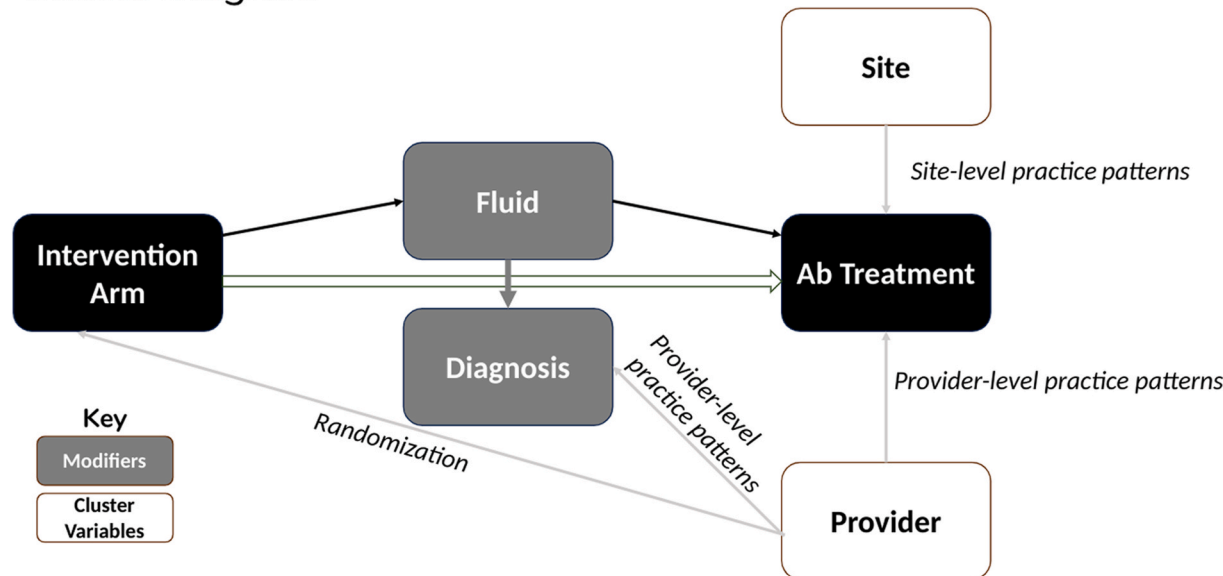 Site
Site-level practice patterns
Fluid
Intervention
Arm
Ab Treatment
Diagnosis
Provider-level
practice patterns
Provider-level practice patterns
Randomization
Key
Modifiers
Cluster
Variables
Provider